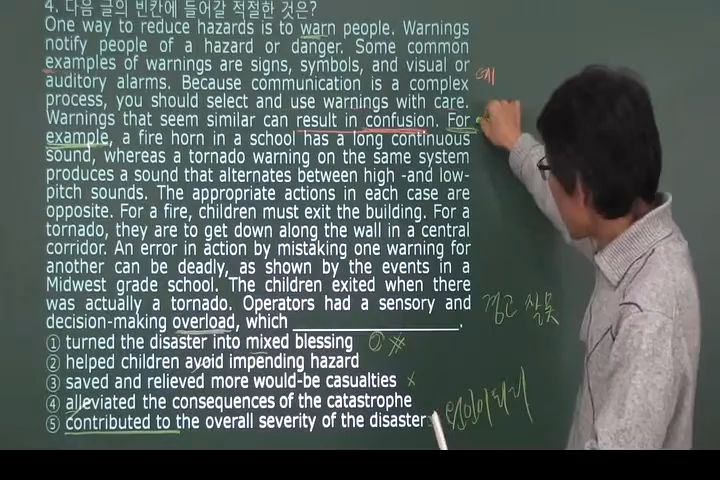 4. 다음 글의 빈칸에 들어갈 적절한 것은?
One way to reduce hazards is to warn people. Warnings
notify people of a hazard or danger. Some common
examples of warnings are signs, symbols, and visual or
auditory alarms. Because communication is a complex
process, you should select and use warnings with care.
Warnings that seem similar can result in confusion. For
example, a fire horn in a school has a long continuous
sound, whereas a tornado warning on the same system
produces a sound that alternates between high -and low-
pitch sounds. The appropriate actions in each case are
opposite. For a fire, children must exit the building. For a
tornado, they are to get down along the wall in a central
corridor. An error in action by mistaking one warning for
another can be deadly, as shown by the events in a
Midwest grade school. The children exited when there
was actually a tornado. Operators had a sensory and
decision-making overload, which ____________________.
① turned the disaster into mixed blessing
② helped children avoid impending hazard
③ saved and relieved more would-be casualties
④ alleviated the consequences of the catastrophe
⑤ contributed to the overall severity of the disaster
예
경고 잘못